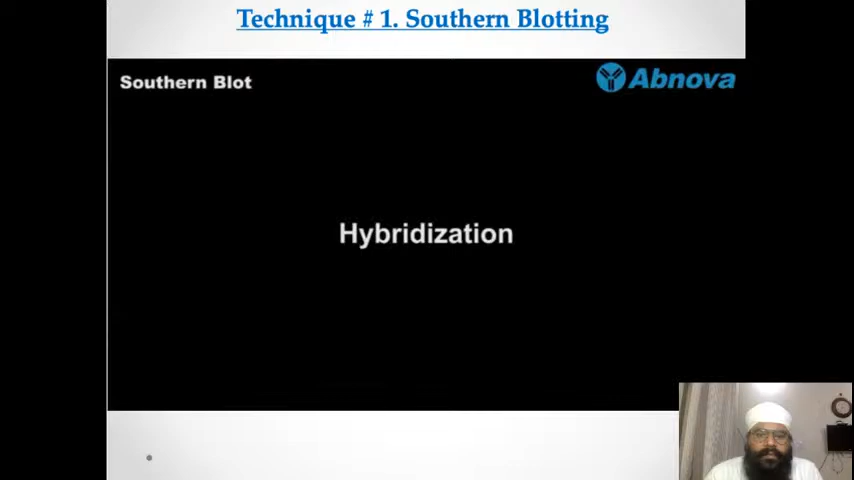 Technique # 1. Southern Blotting
Southern Blot
Abnova
Hybridization